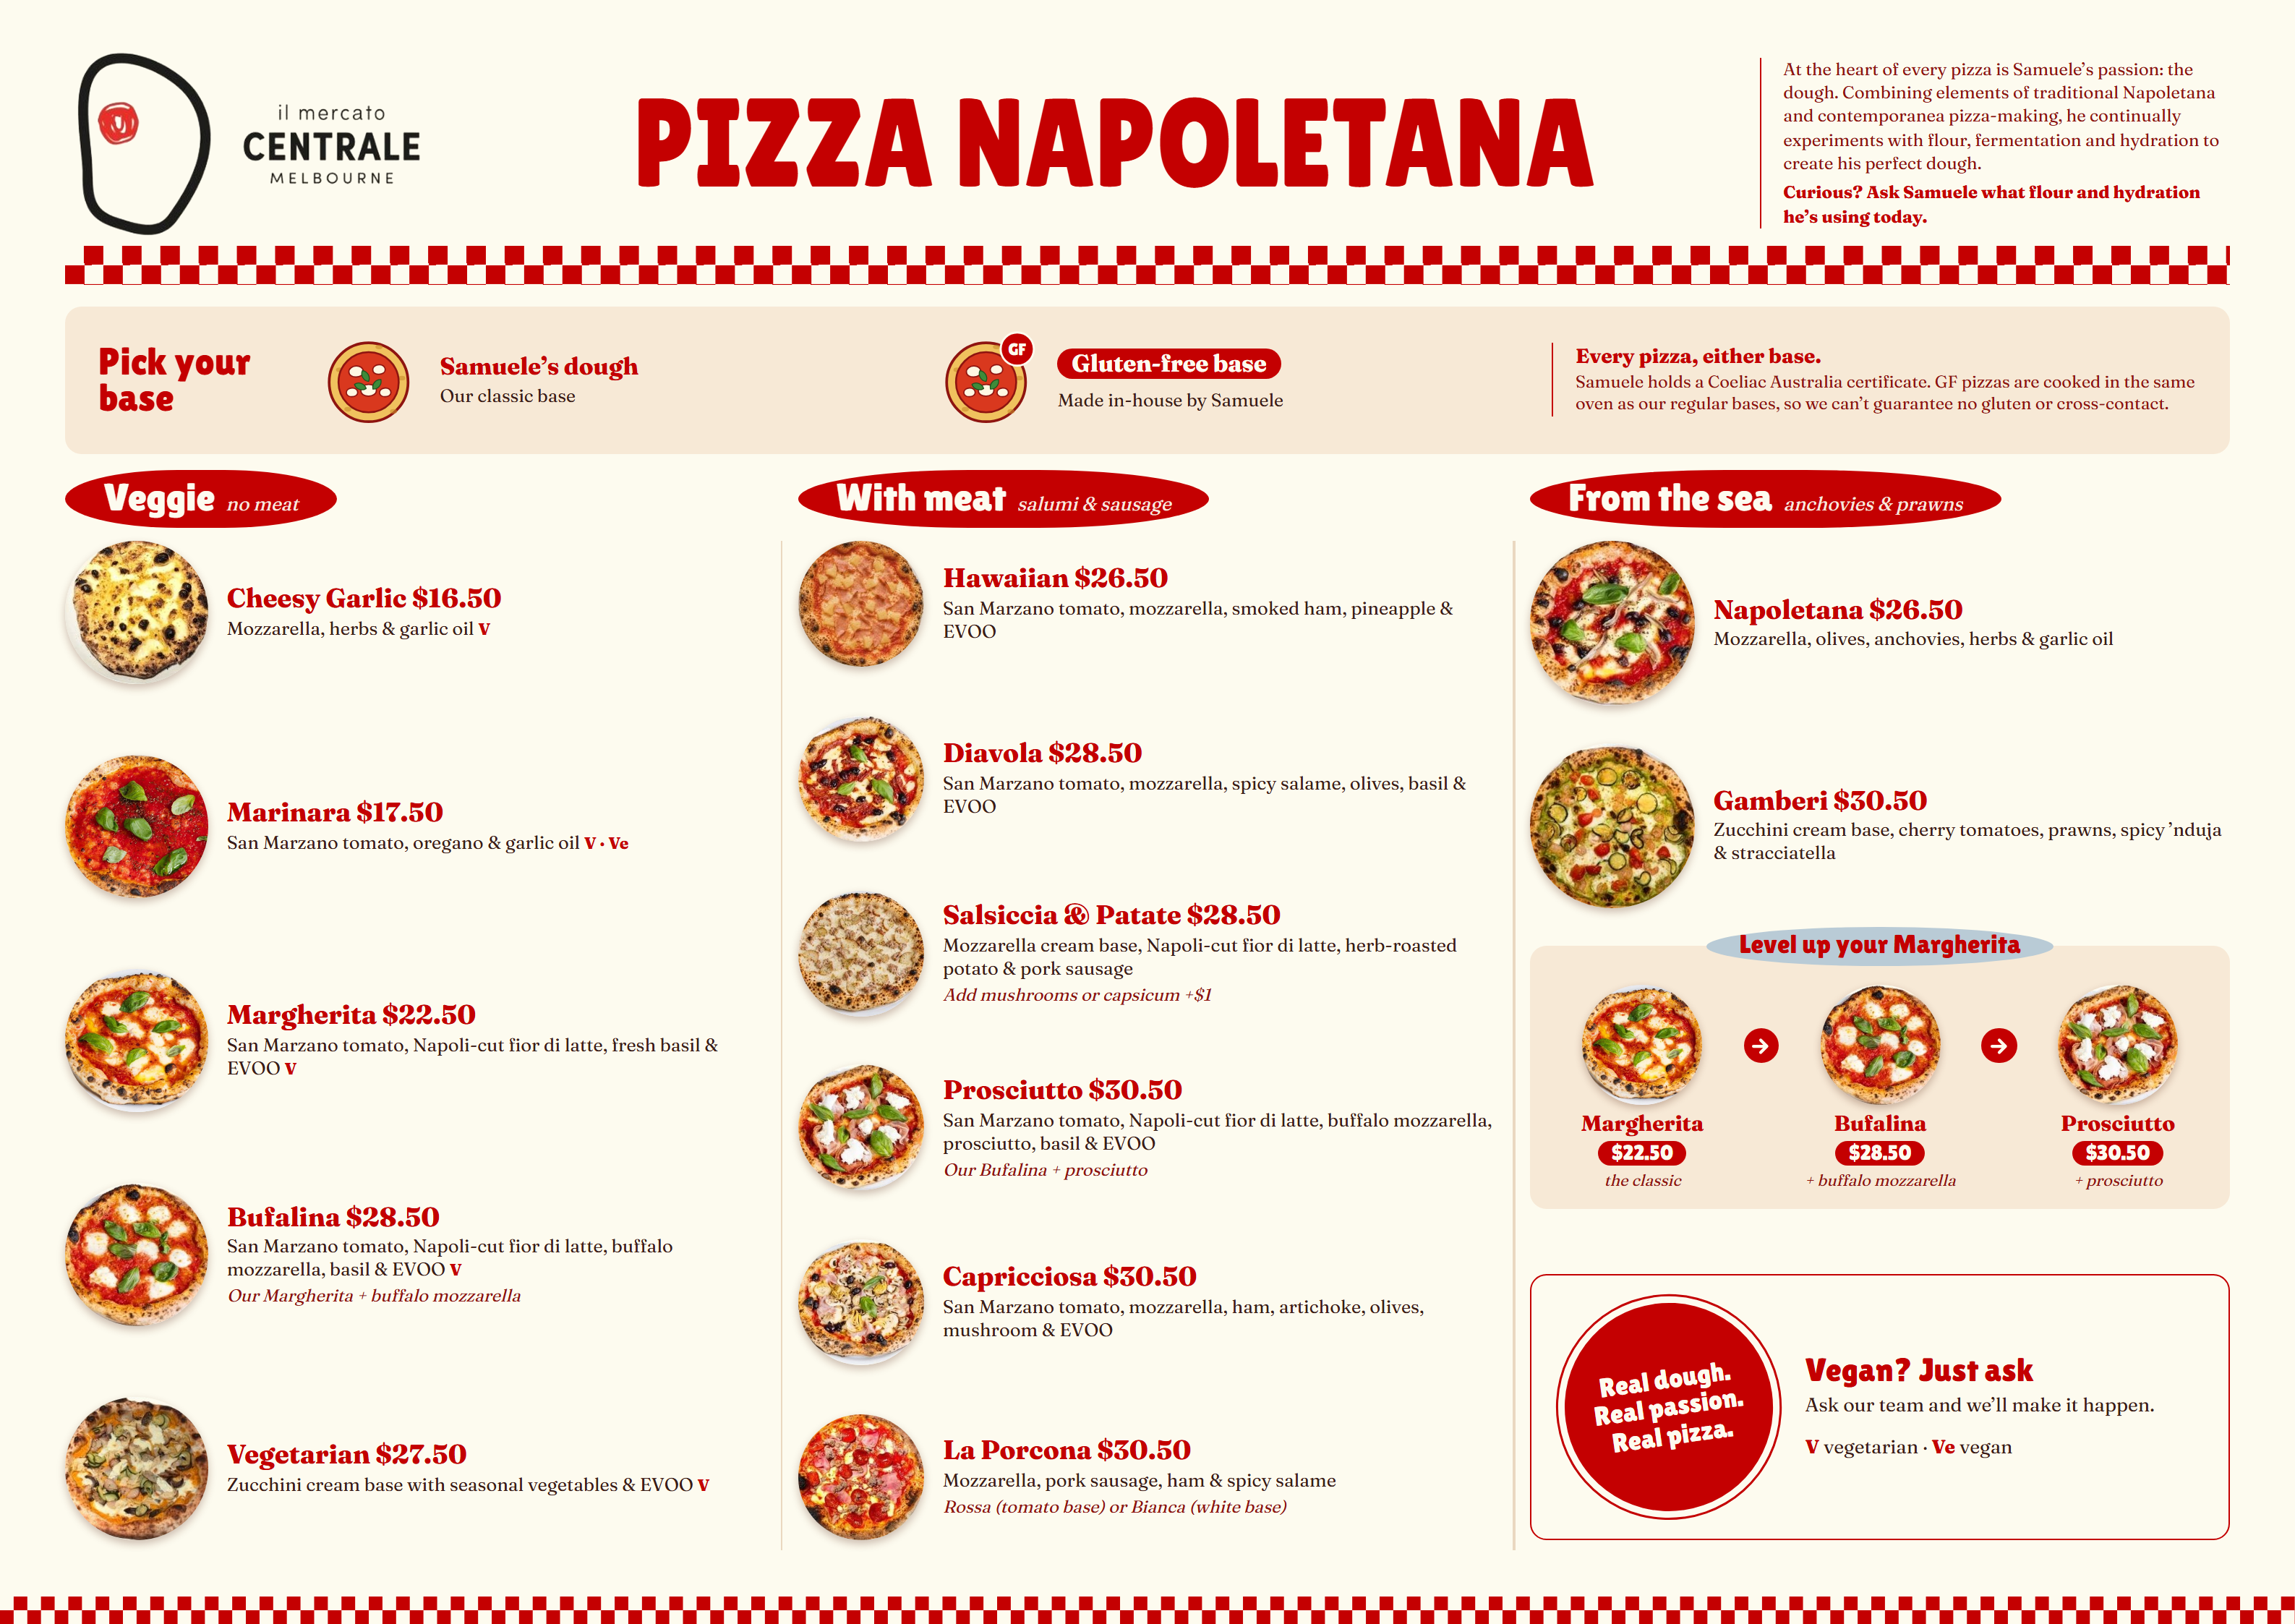 il mercato
CENTRALE
MELBOURNE
PIZZA NAPOLETANA
At the heart of every pizza is Samuele’s passion: the
dough. Combining elements of traditional Napoletana
and contemporanea pizza-making, he continually
experiments with flour, fermentation and hydration to
create his perfect dough.
Curious? Ask Samuele what flour and hydration
he’s using today.
Pick your
base
Samuele’s dough
Our classic base
GF
Gluten-free base
Made in-house by Samuele
Every pizza, either base.
Samuele holds a Coeliac Australia certificate. GF pizzas are cooked in the same
oven as our regular bases, so we can’t guarantee no gluten or cross-contact.
Veggie no meat
Cheesy Garlic $16.50
Mozzarella, herbs & garlic oil V
Marinara $17.50
San Marzano tomato, oregano & garlic oil V · Ve
Margherita $22.50
San Marzano tomato, Napoli-cut fior di latte, fresh basil &
EVOO V
Bufalina $28.50
San Marzano tomato, Napoli-cut fior di latte, buffalo
mozzarella, basil & EVOO V
Our Margherita + buffalo mozzarella
Vegetarian $27.50
Zucchini cream base with seasonal vegetables & EVOO V
With meat salumi & sausage
Hawaiian $26.50
San Marzano tomato, mozzarella, smoked ham, pineapple &
EVOO
Diavola $28.50
San Marzano tomato, mozzarella, spicy salame, olives, basil &
EVOO
Salsiccia & Patate $28.50
Mozzarella cream base, Napoli-cut fior di latte, herb-roasted
potato & pork sausage
Add mushrooms or capsicum +$1
Prosciutto $30.50
San Marzano tomato, Napoli-cut fior di latte, buffalo mozzarella,
prosciutto, basil & EVOO
Our Bufalina + prosciutto
Capricciosa $30.50
San Marzano tomato, mozzarella, ham, artichoke, olives,
mushroom & EVOO
La Porcona $30.50
Mozzarella, pork sausage, ham & spicy salame
Rossa (tomato base) or Bianca (white base)
From the sea anchovies & prawns
Napoletana $26.50
Mozzarella, olives, anchovies, herbs & garlic oil
Gamberi $30.50
Zucchini cream base, cherry tomatoes, prawns, spicy ’nduja
& stracciatella
Level up your Margherita
Margherita
$22.50
the classic
Bufalina
$28.50
+ buffalo mozzarella
Prosciutto
$30.50
+ prosciutto
Real dough.
Real passion.
Real pizza.
Vegan? Just ask
Ask our team and we’ll make it happen.
V vegetarian · Ve vegan